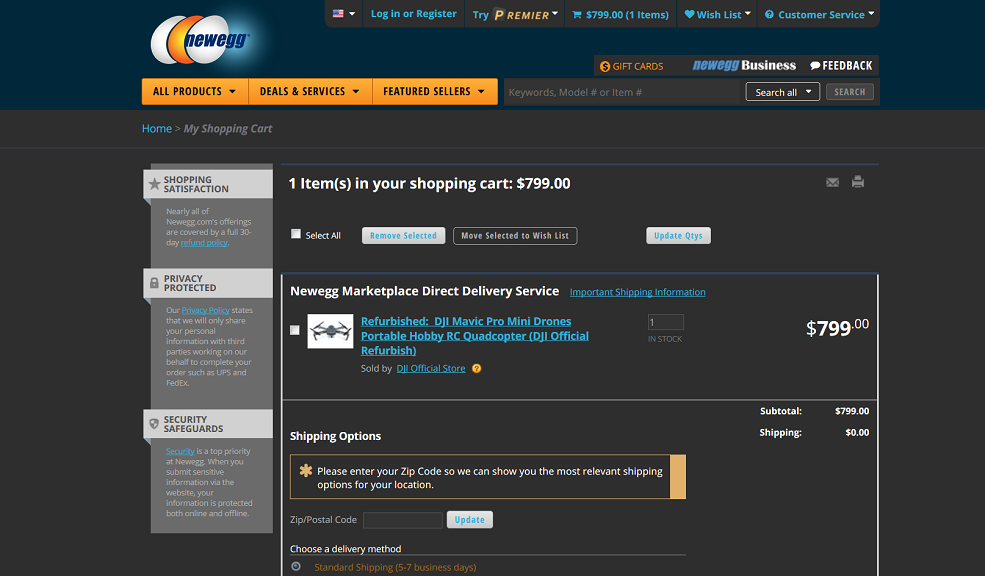 Log in or Register
Try PREMIER
$799.00 (1 Items)
Wish List
Customer Service
newegg
GIFT CARDS
newegg Business
FEEDBACK
ALL PRODUCTS
DEALS & SERVICES
FEATURED SELLERS
Keywords, Model # or Item #
Search all
SEARCH
Home > My Shopping Cart
SHOPPING
SATISFACTION
Nearly all of
Newegg.com's offerings
are covered by a full 30-
day refund policy.
PRIVACY
PROTECTED
Our Privacy Policy states
that we will only share
your personal
information with third
parties working on our
behalf to complete your
order such as UPS and
FedEx.
SECURITY
SAFEGUARDS
Security is a top priority
at Newegg. When you
submit sensitive
information via the
website, your
information is protected
both online and offline.
1 Item(s) in your shopping cart: $799.00
Select All
Remove Selected
Move Selected to Wish List
Update Qtys
Newegg Marketplace Direct Delivery Service
Important Shipping Information
Refurbished: DJI Mavic Pro Mini Drones
Portable Hobby RC Quadcopter (DJI Official
Refurbish)
Sold by DJI Official Store
1
IN STOCK
$799.00
Subtotal: $799.00
Shipping: $0.00
Shipping Options
Please enter your Zip Code so we can show you the most relevant shipping
options for your location.
Zip/Postal Code
Update
Choose a delivery method
Standard Shipping (5-7 business days)